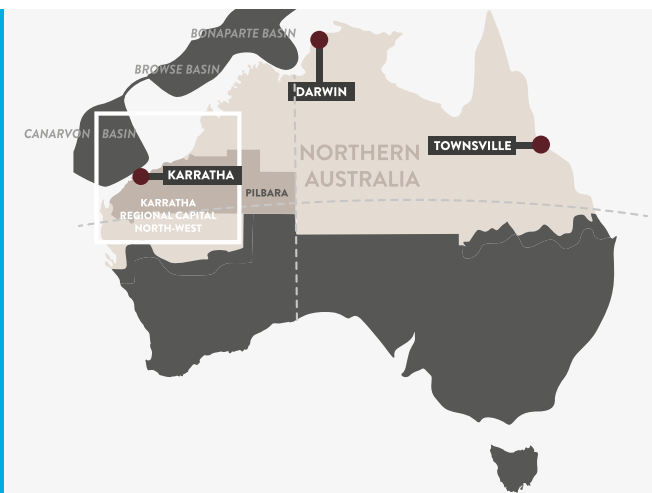 BONAPARTE BASIN
BROWSE BASIN
DARWIN
CANARVON BASIN
TOWNSVILLE
NORTHERN
AUSTRALIA
KARRATHA
PILBARA
KARRATHA
REGIONAL CAPITAL
NORTH-WEST